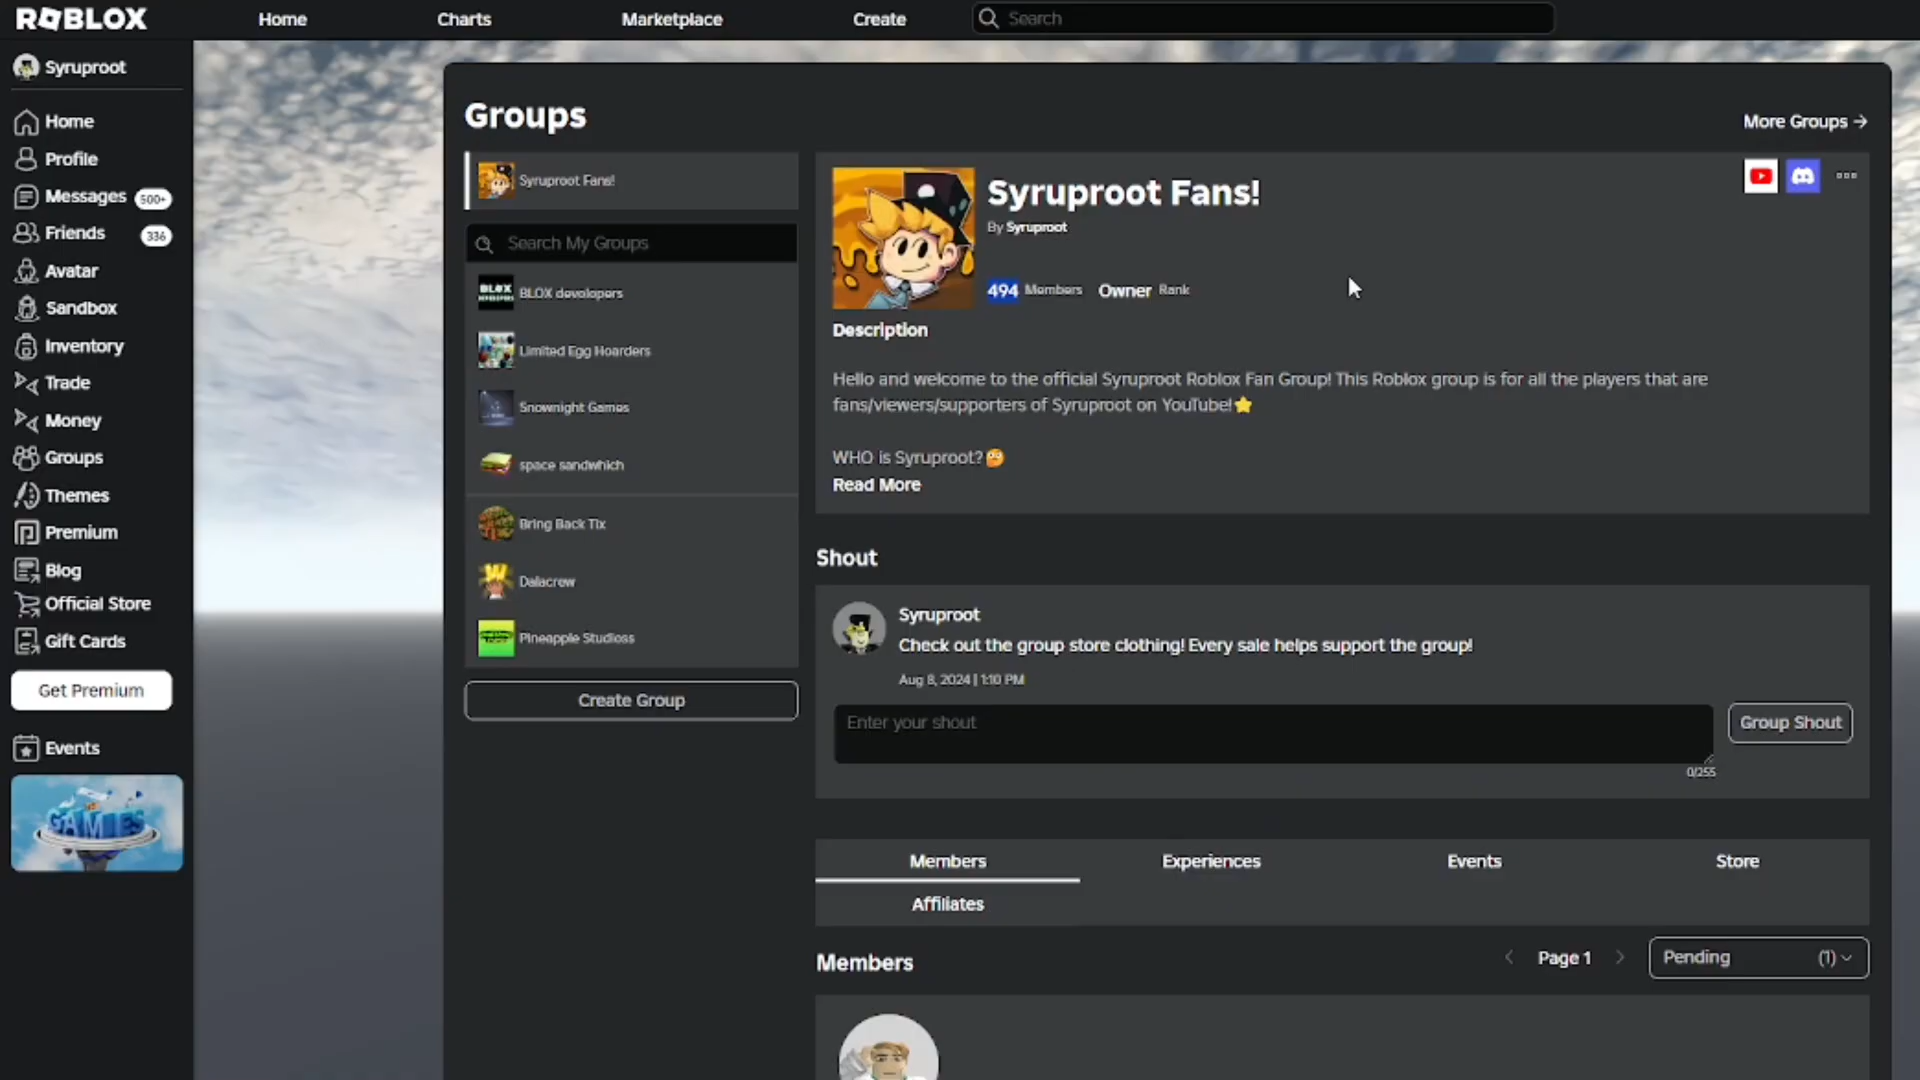 ROBLOX
Home
Charts
Marketplace
Create
Search
Syruproot
Home
Profile
Messages
500+
Friends
336
Avatar
Sandbox
Inventory
Trade
Money
Groups
Themes
Premium
Blog
Official Store
Gift Cards
Get Premium
Events
GAMES
Groups
More Groups →
Syruproot Fans!
Search My Groups
BLOX
BLOX developers
Limited Egg Hoarders
Snownight Games
space sandwhich
Bring Back Tix
Dalacrew
Pineapple Studioss
Create Group
Syruproot Fans!
By Syruproot
494 Members Owner Rank
Description
Hello and welcome to the official Syruproot Roblox Fan Group! This Roblox group is for all the players that are
fans/viewers/supporters of Syruproot on YouTube!⭐
WHO is Syruproot?🤔
Read More
Shout
Syruproot
Check out the group store clothing! Every sale helps support the group!
Aug 8, 2024 | 1:10 PM
Enter your shout
Group Shout
0/255
Members
Experiences
Events
Store
Affiliates
Members
Page 1
Pending (1)